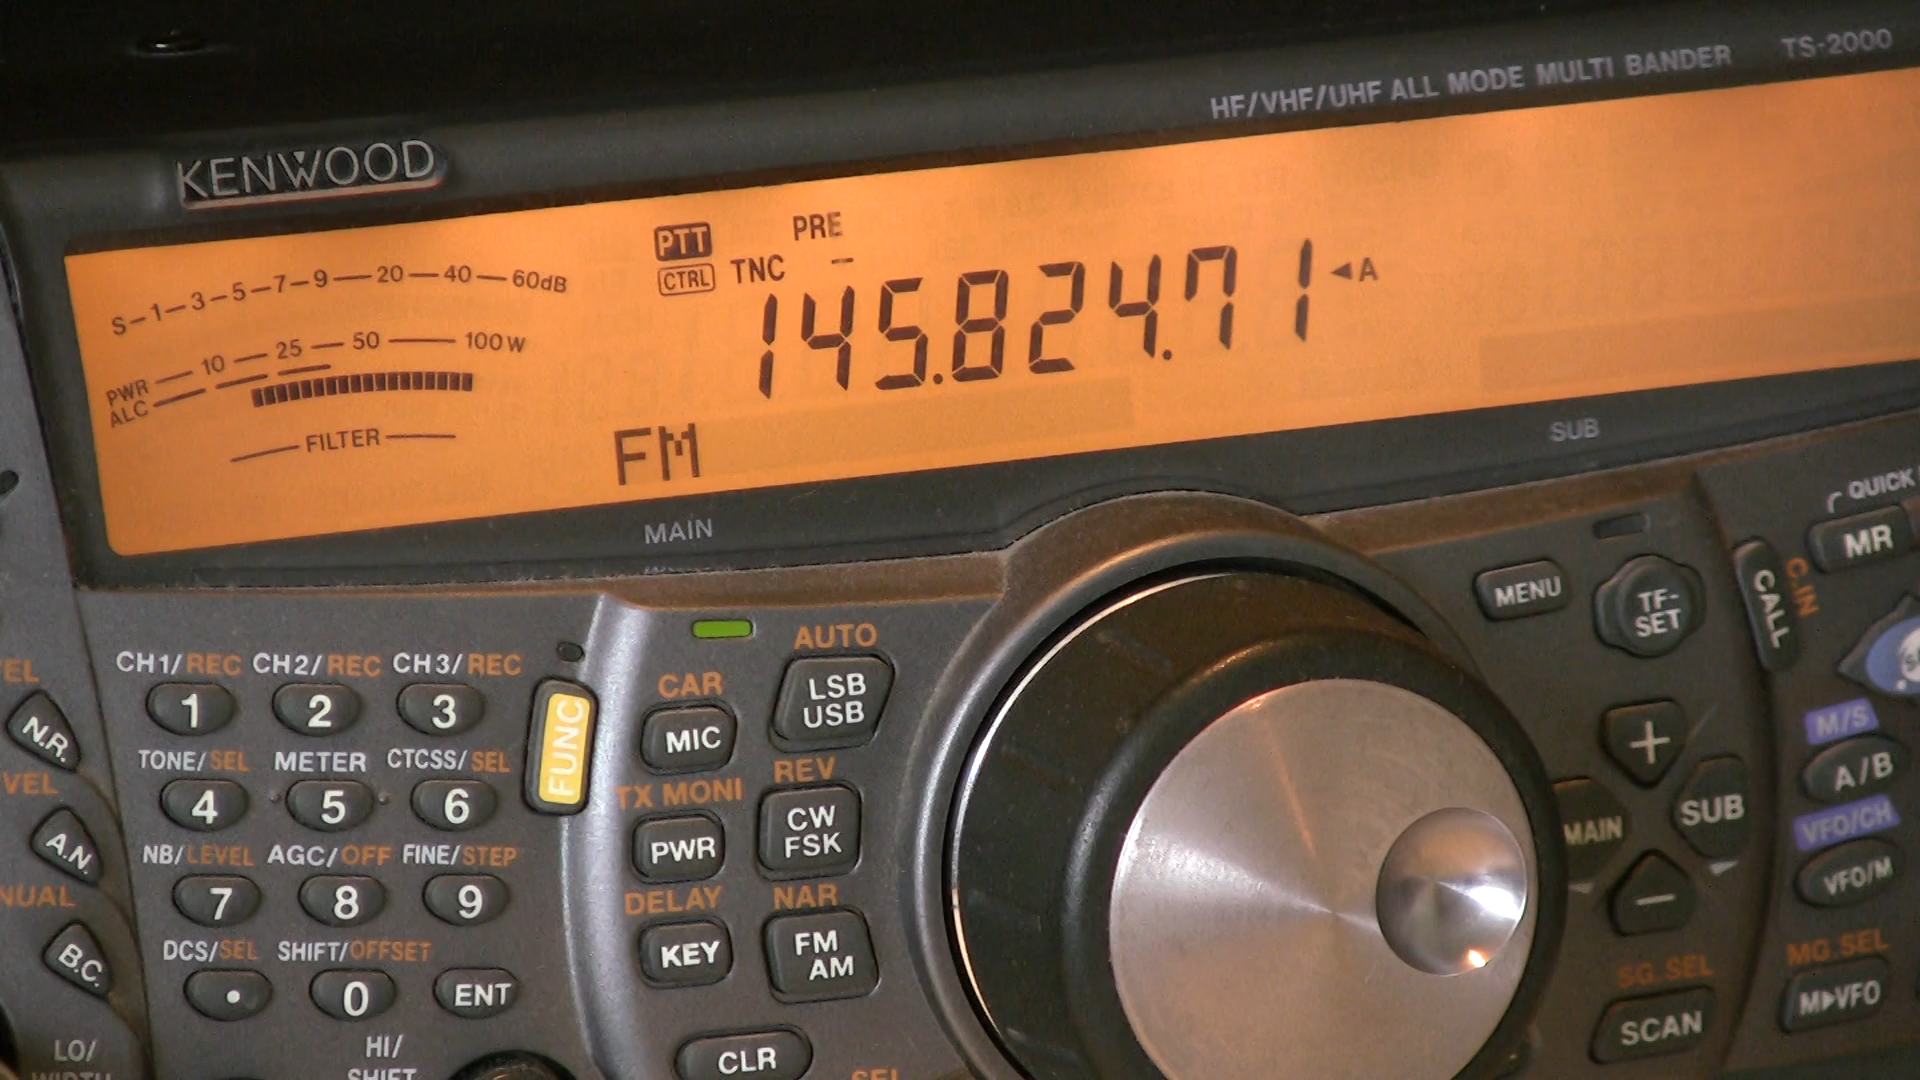 TS-2000
HF/VHF/UHF ALL MODE MULTI BANDER
KENWOOD
PTT
PRE
CTRL
TNC
145.824.71
◄A
S-1-3-5-7-9-20-40-60dB
PWR 10 25 50 100W
ALC
FILTER
FM
MAIN
SUB
QUICK
MR
MENU
TF-
SET
CALL
C.IN
CH1/REC CH2/REC CH3/REC
1 2 3
FUNC
AUTO
LSB
USB
CAR
MIC
N.R.
TONE/SEL METER CTCSS/SEL
4 5 6
TX MONI
PWR
REV
CW
FSK
A.N.
NB/LEVEL AGC/OFF FINE/STEP
7 8 9
DELAY
KEY
NAR
FM
AM
B.C.
DCS/SEL SHIFT/OFFSET
. 0 ENT
LO/
WIDTH
HI/
SHIFT
CLR
SEL
+
MAIN SUB
−
M/S
A/B
VFO/CH
VFO/M
SG.SEL
SCAN
MG.SEL
M▶VFO